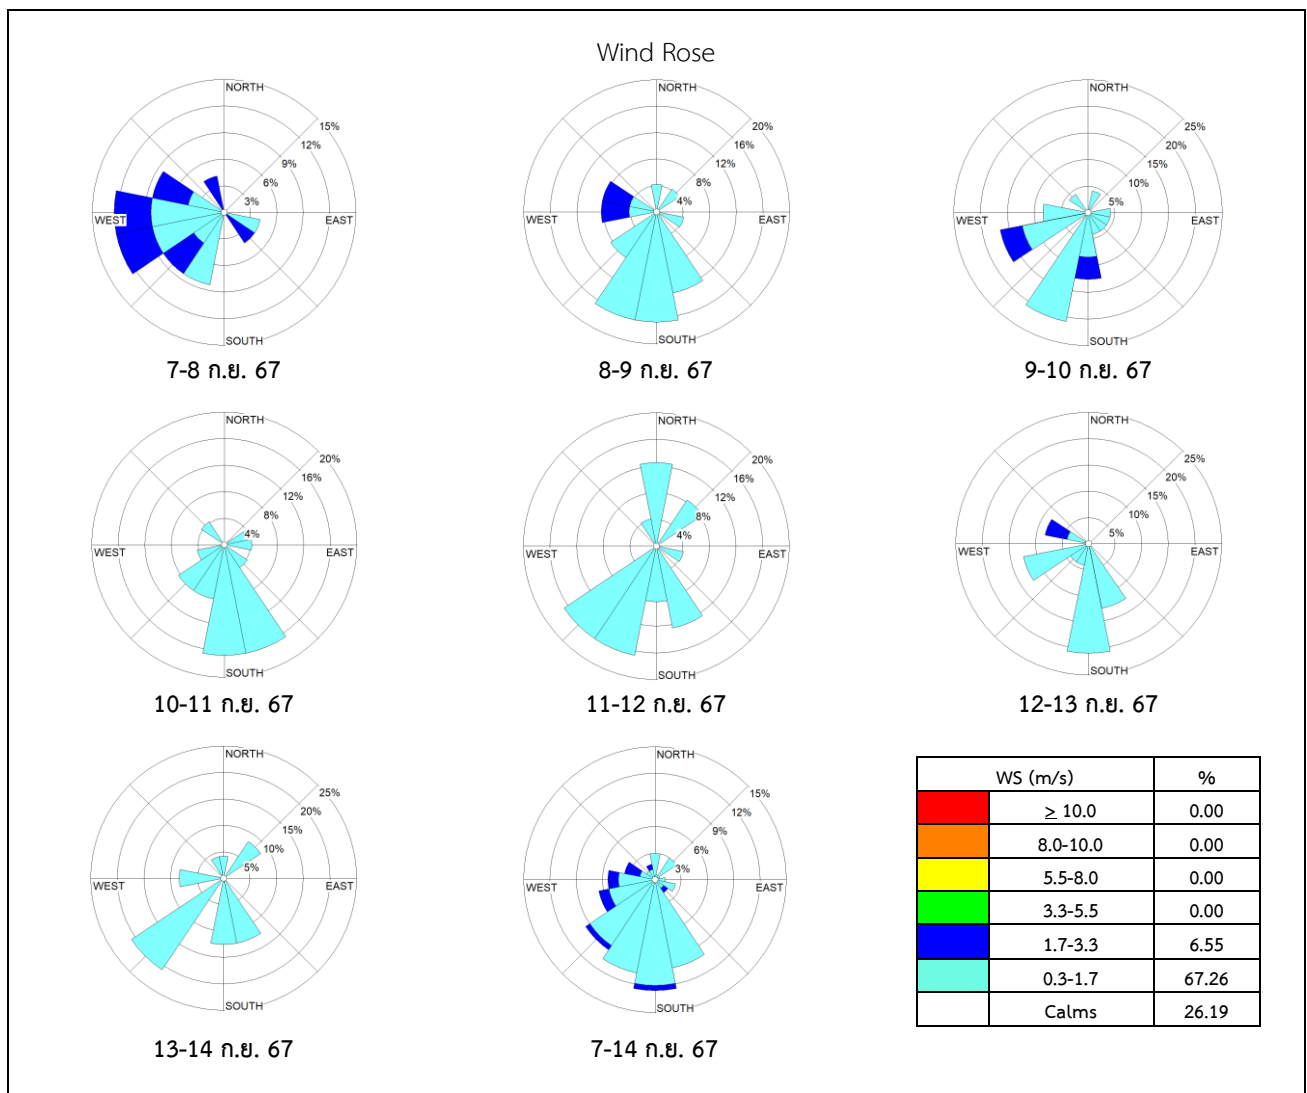 Wind Rose
NORTH
15%
12%
9%
6%
3%
WEST
EAST
SOUTH
7-8 ก.ย. 67
NORTH
20%
16%
12%
8%
4%
WEST
EAST
SOUTH
8-9 ก.ย. 67
NORTH
25%
20%
15%
10%
5%
WEST
EAST
SOUTH
9-10 ก.ย. 67
NORTH
20%
16%
12%
8%
4%
WEST
EAST
SOUTH
10-11 ก.ย. 67
NORTH
20%
16%
12%
8%
4%
WEST
EAST
SOUTH
11-12 ก.ย. 67
NORTH
25%
20%
15%
10%
5%
WEST
EAST
SOUTH
12-13 ก.ย. 67
NORTH
25%
20%
15%
10%
5%
WEST
EAST
SOUTH
13-14 ก.ย. 67
NORTH
15%
12%
9%
6%
3%
WEST
EAST
SOUTH
7-14 ก.ย. 67
WS (m/s) %
≥ 10.0 0.00
8.0-10.0 0.00
5.5-8.0 0.00
3.3-5.5 0.00
1.7-3.3 6.55
0.3-1.7 67.26
Calms 26.19